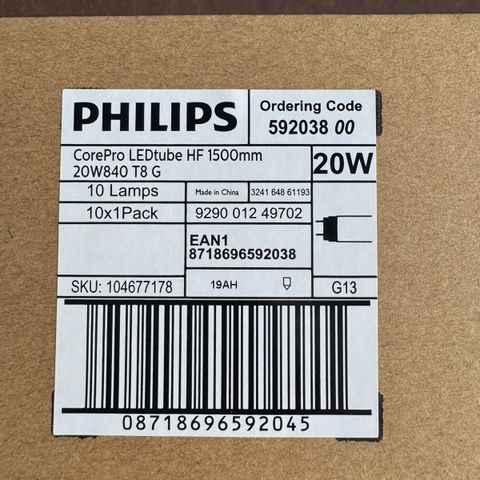 PHILIPS
Ordering Code
592038 00
CorePro LEDtube HF 1500mm
20W840 T8 G
20W
10 Lamps
Made in China
3241 648 61193
10x1Pack
9290 012 49702
EAN1
8718696592038
SKU: 104677178
19AH
G13
08718696592045